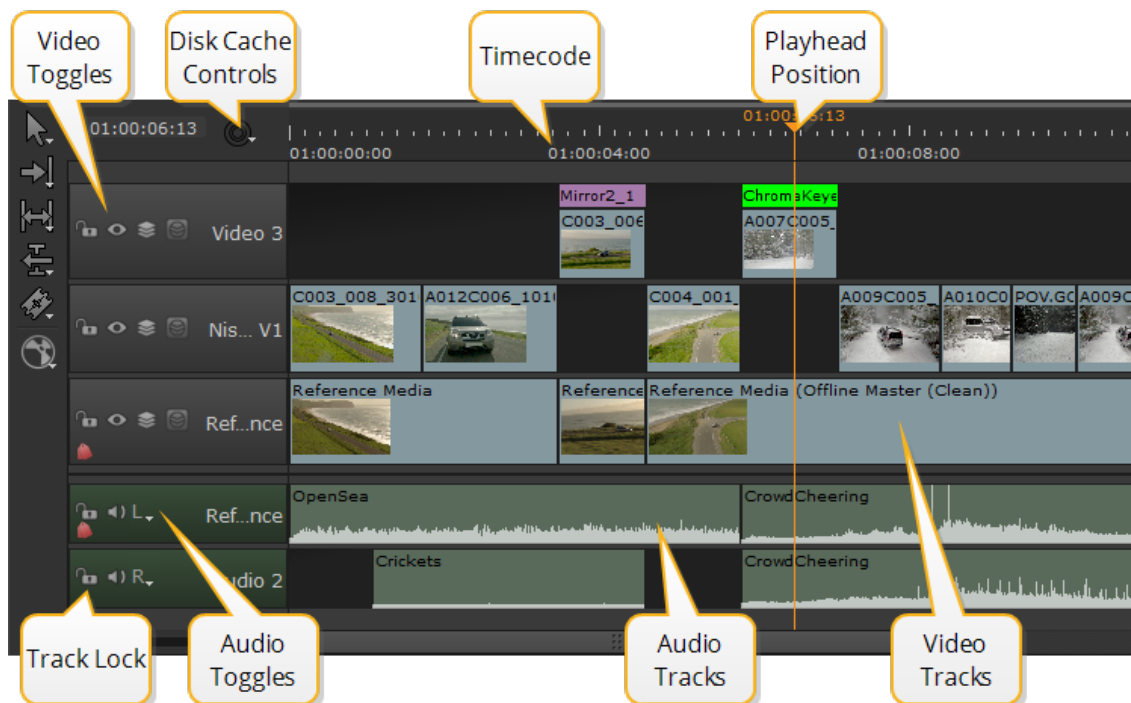 Video
Toggles
Disk Cache
Controls
Timecode
Playhead
Position
01:00:06:13
01:00:00:00
01:00:04:00
01:00:08:00
Mirror2_1
ChromaKeye
C003_006
A007C005_
Video 3
C003_008_301
A012C006_101
C004_001_
A009C005_
A010C0
POV.GC
A009C
Nis... V1
Reference Media
Reference
Reference Media (Offline Master (Clean))
Ref...nce
OpenSea
CrowdCheering
L
Ref...nce
Crickets
CrowdCheering
R
udio 2
Track Lock
Audio
Toggles
Audio
Tracks
Video
Tracks